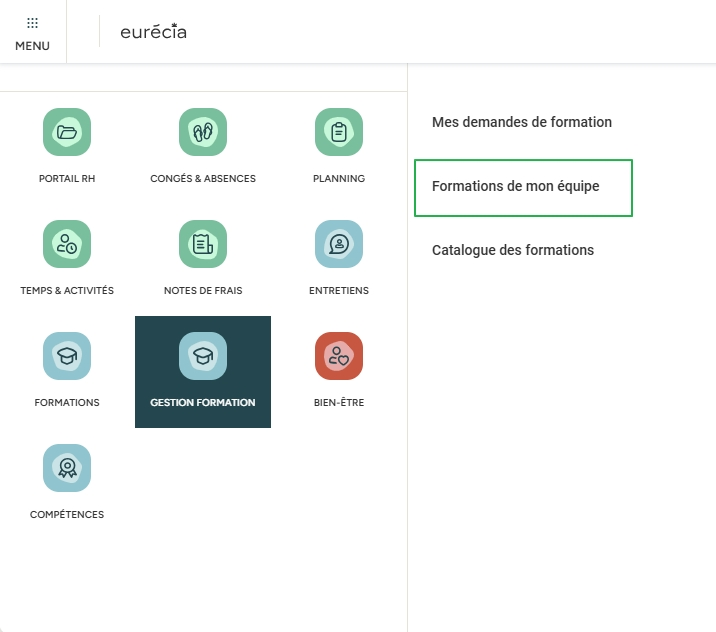 MENU
eurécia
PORTAIL RH
CONGÉS & ABSENCES
PLANNING
TEMPS & ACTIVITÉS
NOTES DE FRAIS
ENTRETIENS
FORMATIONS
GESTION FORMATION
BIEN-ÊTRE
COMPÉTENCES
Mes demandes de formation
Formations de mon équipe
Catalogue des formations